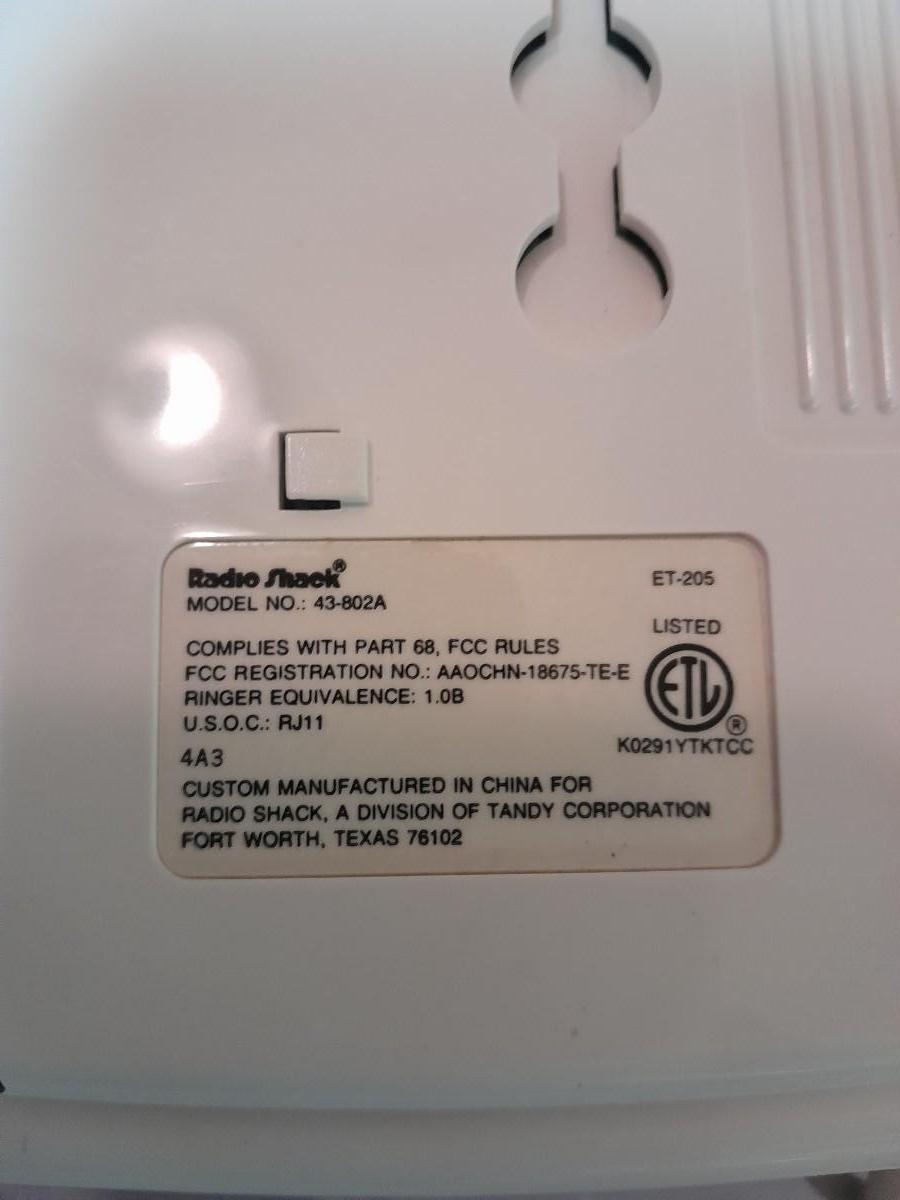 Radio Shack®
ET-205
MODEL NO.: 43-802A
LISTED
COMPLIES WITH PART 68, FCC RULES
FCC REGISTRATION NO.: AAOCHN-18675-TE-E
RINGER EQUIVALENCE: 1.0B
U.S.O.C.: RJ11
ETL®
K0291YTKTCC
4A3
CUSTOM MANUFACTURED IN CHINA FOR
RADIO SHACK, A DIVISION OF TANDY CORPORATION
FORT WORTH, TEXAS 76102